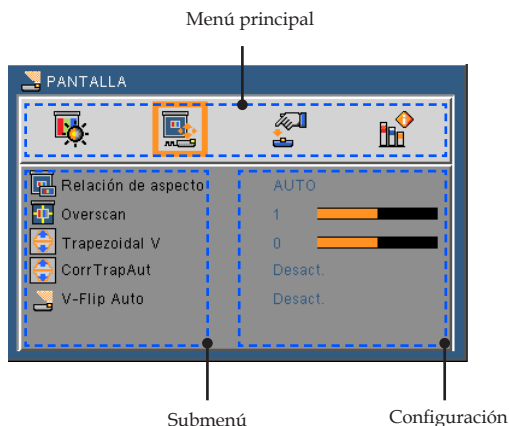 Menú principal
PANTALLA
Relación de aspecto AUTO
Overscan 1
Trapezoidal V 0
CorrTrapAut Desact.
V-Flip Auto Desact.
Submenú Configuración